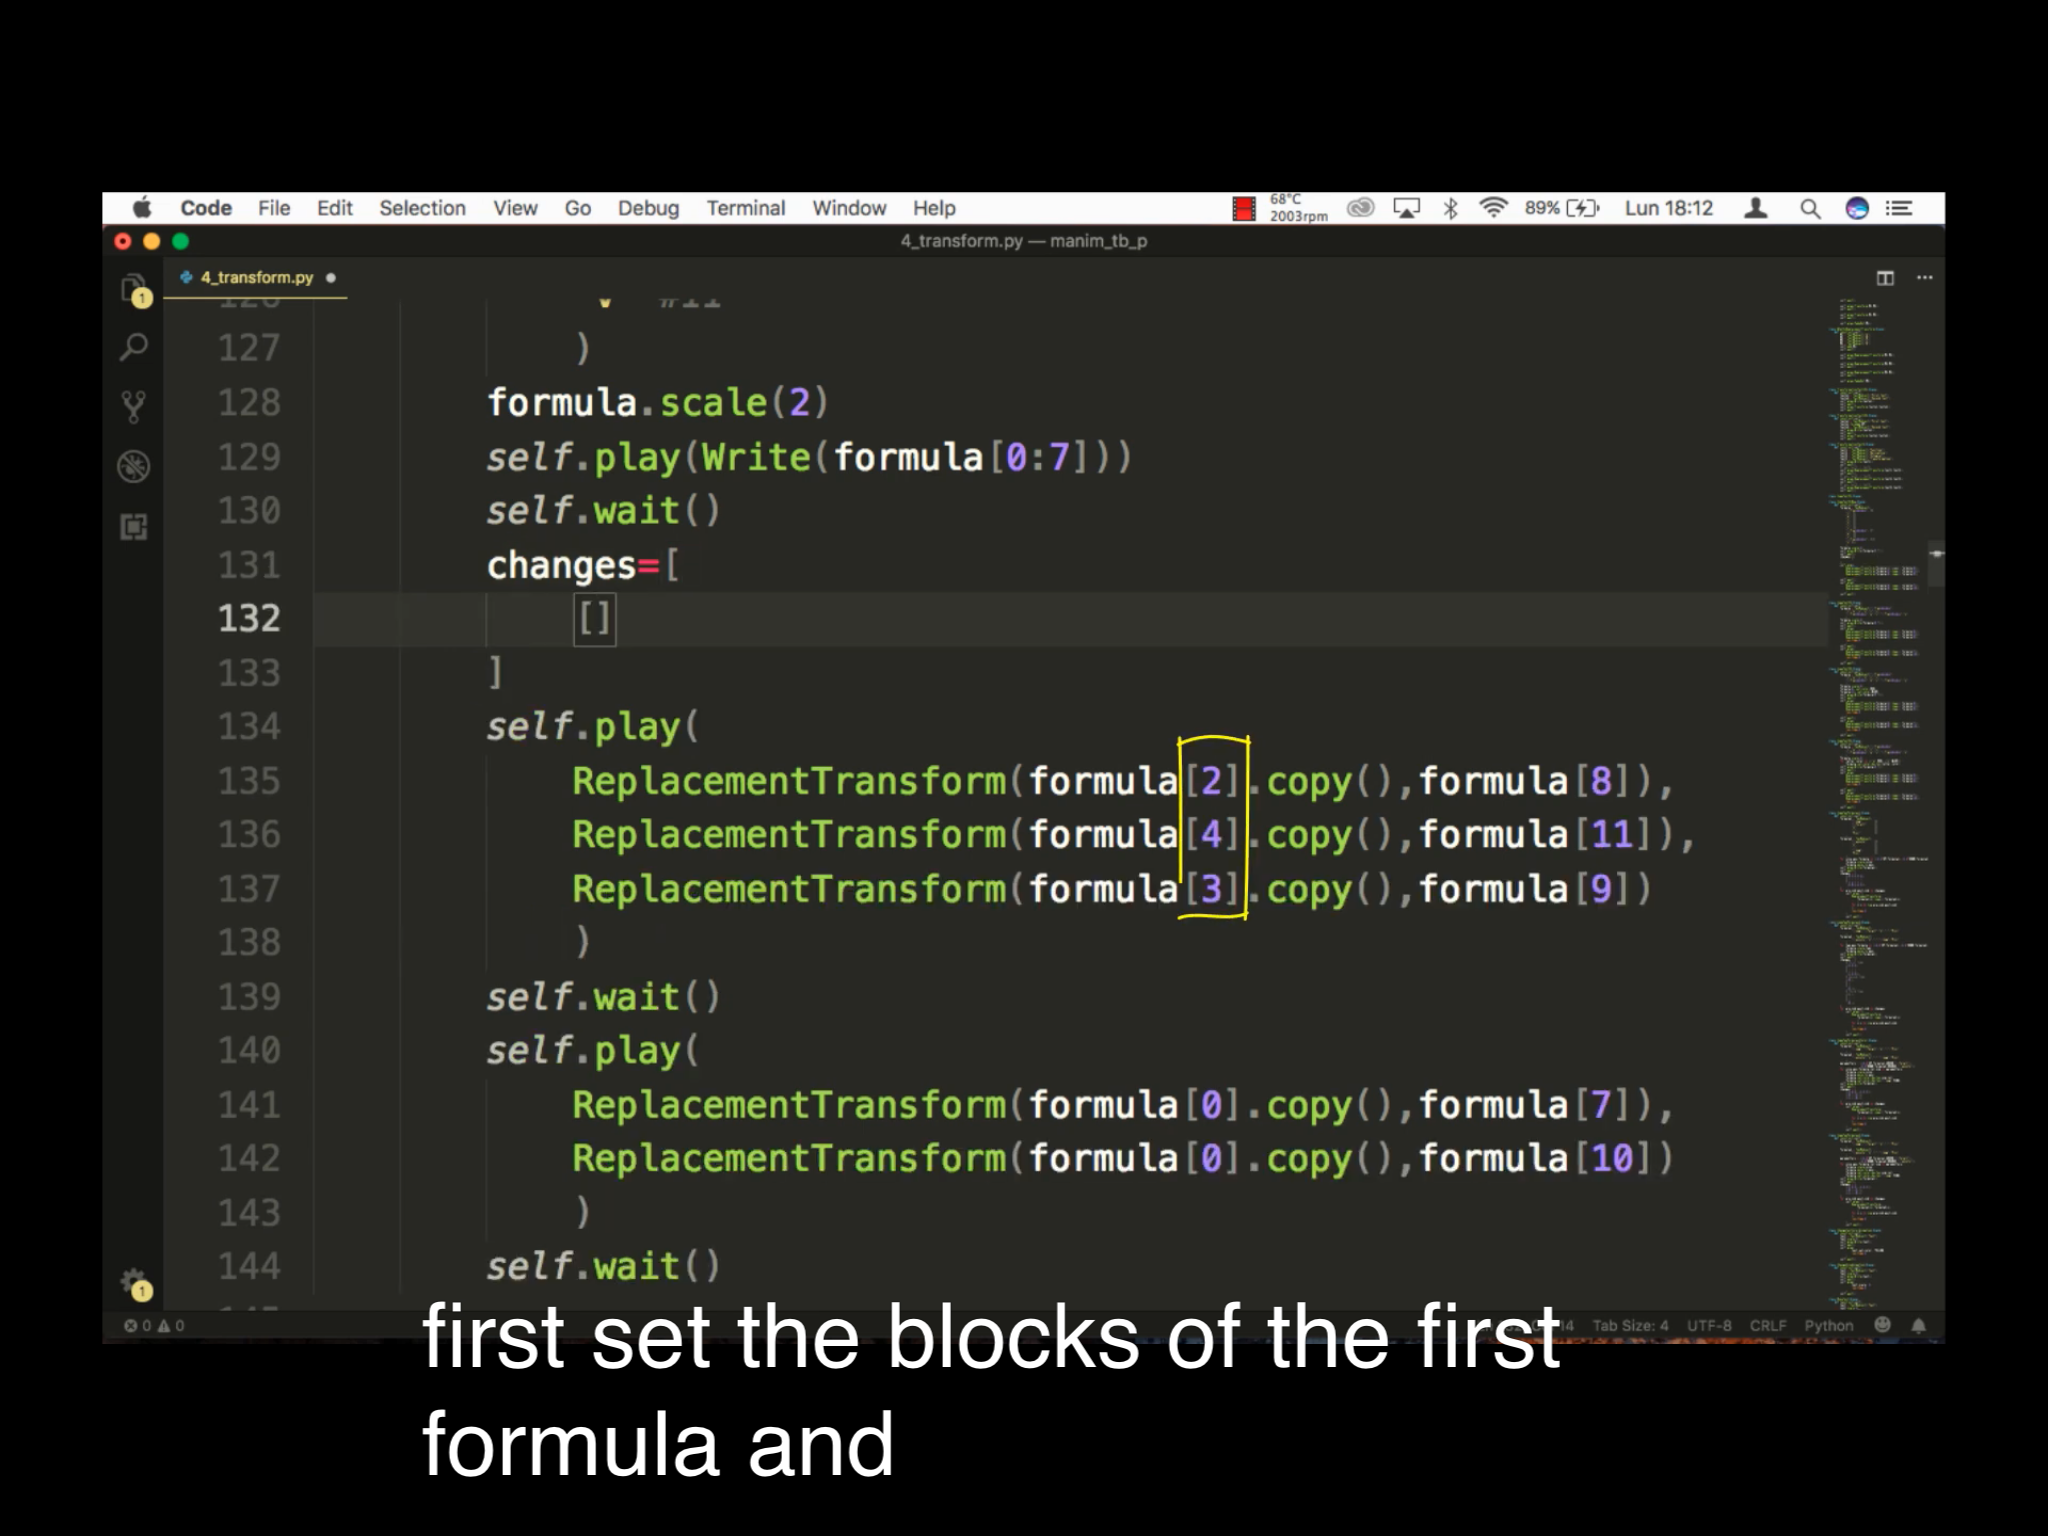 Code File Edit Selection View Go Debug Terminal Window Help 68°C 2003rpm 89% Lun 18:12
4_transform.py — manim_tb_p
4_transform.py
1
126 #11
127 )
128 formula.scale(2)
129 self.play(Write(formula[0:7]))
130 self.wait()
131 changes=[
132 []
133 ]
134 self.play(
135 ReplacementTransform(formula[2].copy(),formula[8]),
136 ReplacementTransform(formula[4].copy(),formula[11]),
137 ReplacementTransform(formula[3].copy(),formula[9])
138 )
139 self.wait()
140 self.play(
141 ReplacementTransform(formula[0].copy(),formula[7]),
142 ReplacementTransform(formula[0].copy(),formula[10])
143 )
144 self.wait()
1
0 0 Tab Size: 4 UTF-8 CRLF Python
first set the blocks of the first
formula and